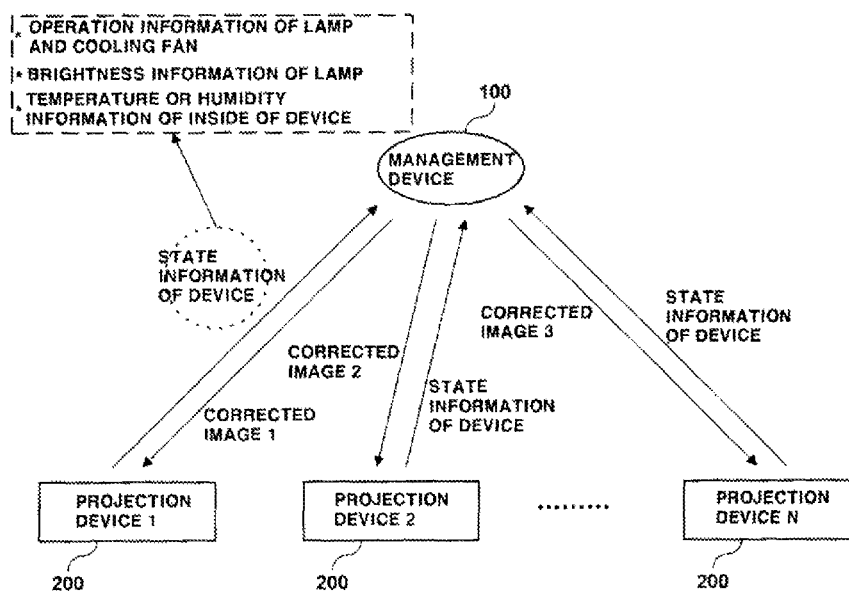 * OPERATION INFORMATION OF LAMP
AND COOLING FAN
* BRIGHTNESS INFORMATION OF LAMP
* TEMPERATURE OR HUMIDITY
INFORMATION OF INSIDE OF DEVICE
100
MANAGEMENT
DEVICE
STATE
INFORMATION
OF DEVICE
CORRECTED
IMAGE 1
CORRECTED
IMAGE 2
STATE
INFORMATION
OF DEVICE
CORRECTED
IMAGE 3
STATE
INFORMATION
OF DEVICE
PROJECTION
DEVICE 1
PROJECTION
DEVICE 2
........
PROJECTION
DEVICE N
200
200
200